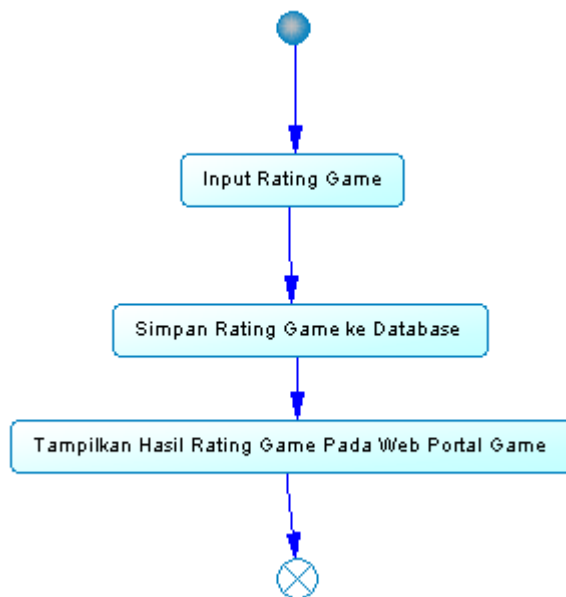 Input Rating Game
Simpan Rating Game ke Database
Tampilkan Hasil Rating Game Pada Web Portal Game